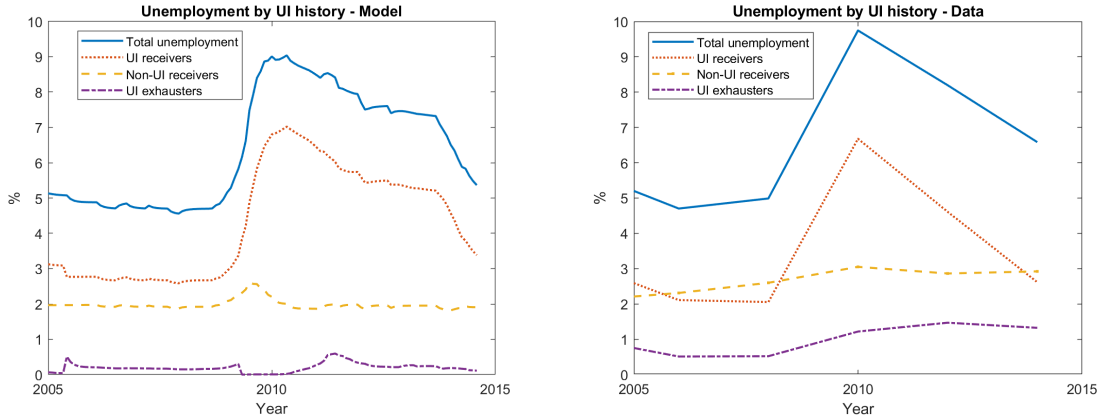 Unemployment by UI history - Model
10
9
8
7
6
5
4
3
2
1
0
%
Total unemployment
UI receivers
Non-UI receivers
UI exhausters
2005
2010
2015
Year
Unemployment by UI history - Data
10
9
8
7
6
5
4
3
2
1
0
%
Total unemployment
UI receivers
Non-UI receivers
UI exhausters
2005
2010
2015
Year